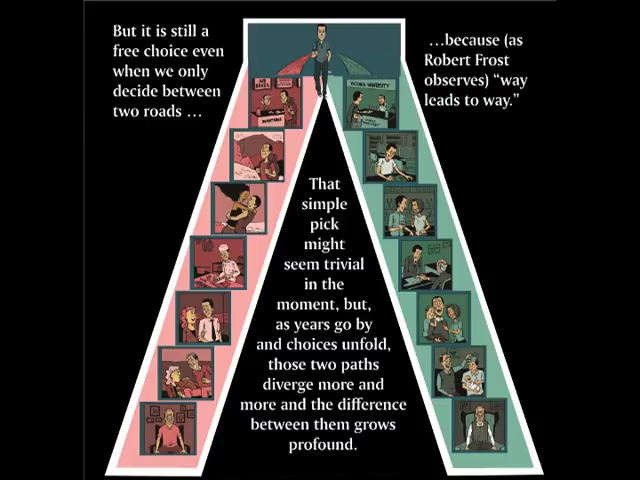 But it is still a
free choice even
when we only
decide between
two roads ...
...because (as
Robert Frost
observes) “way
leads to way.”
That
simple
pick
might
seem trivial
in the
moment, but,
as years go by
and choices unfold,
those two paths
diverge more and
more and the difference
between them grows
profound.